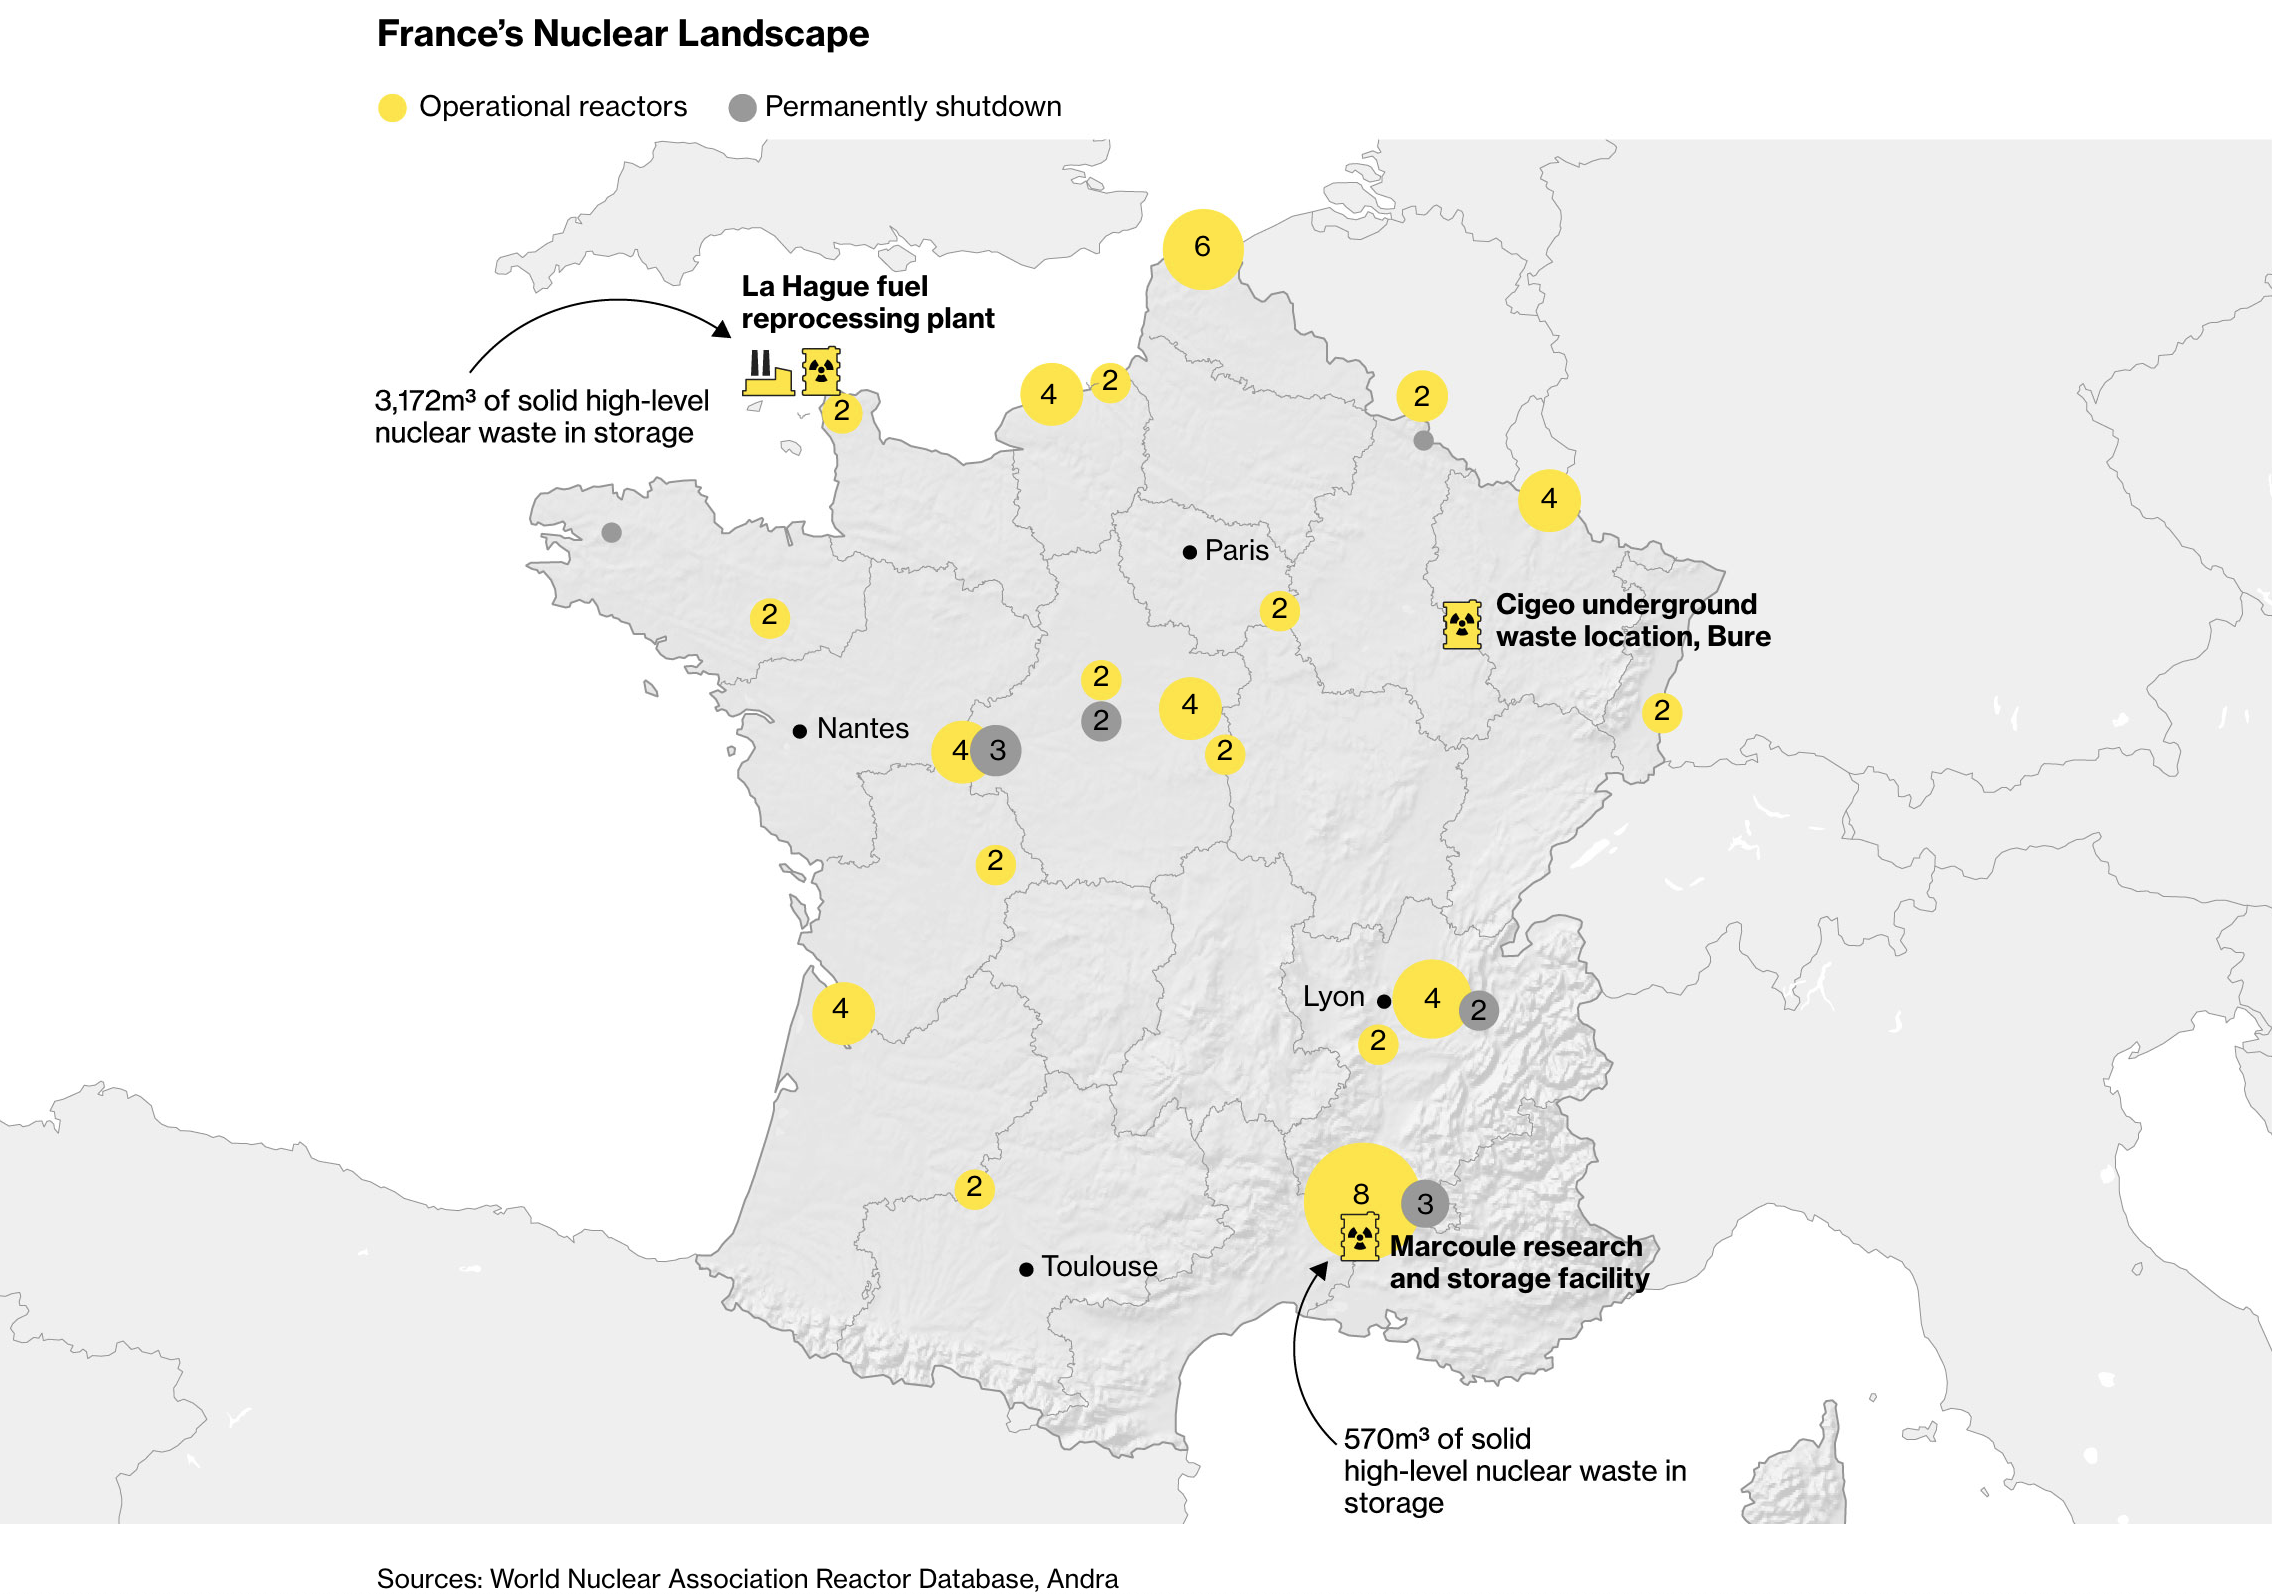 France’s Nuclear Landscape
Operational reactors
Permanently shutdown
6
La Hague fuel
reprocessing plant
3,172m³ of solid high-level
nuclear waste in storage
2
4
2
2
4
Paris
2
2
Cigeo underground
waste location, Bure
2
2
4
2
2
Nantes
4
3
2
4
Lyon
4
2
2
2
8
3
Marcoule research
and storage facility
Toulouse
570m³ of solid
high-level nuclear waste in
storage
Sources: World Nuclear Association Reactor Database, Andra